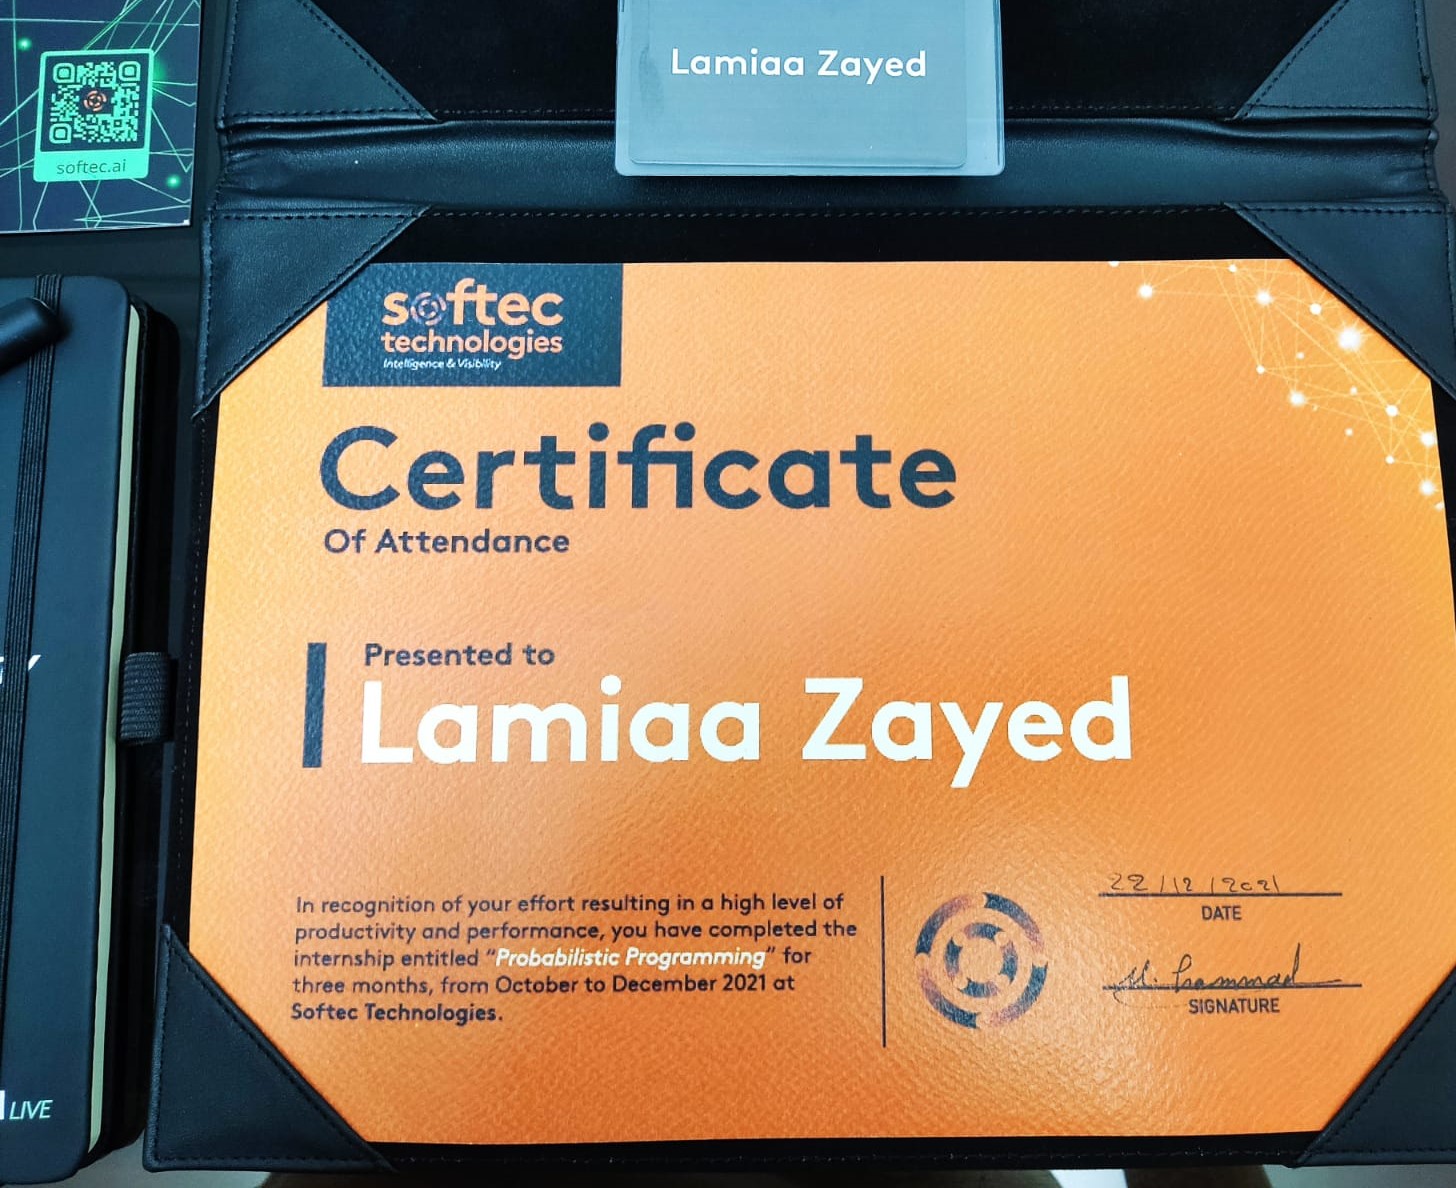 Lamiaa Zayed
softec.ai
softec
technologies
Intelligence & Visibility
Certificate
Of Attendance
Presented to
Lamiaa Zayed
In recognition of your effort resulting in a high level of
productivity and performance, you have completed the
internship entitled “Probabilistic Programming” for
three months, from October to December 2021 at
Softec Technologies.
22/12/2021
DATE
SIGNATURE
LIVE